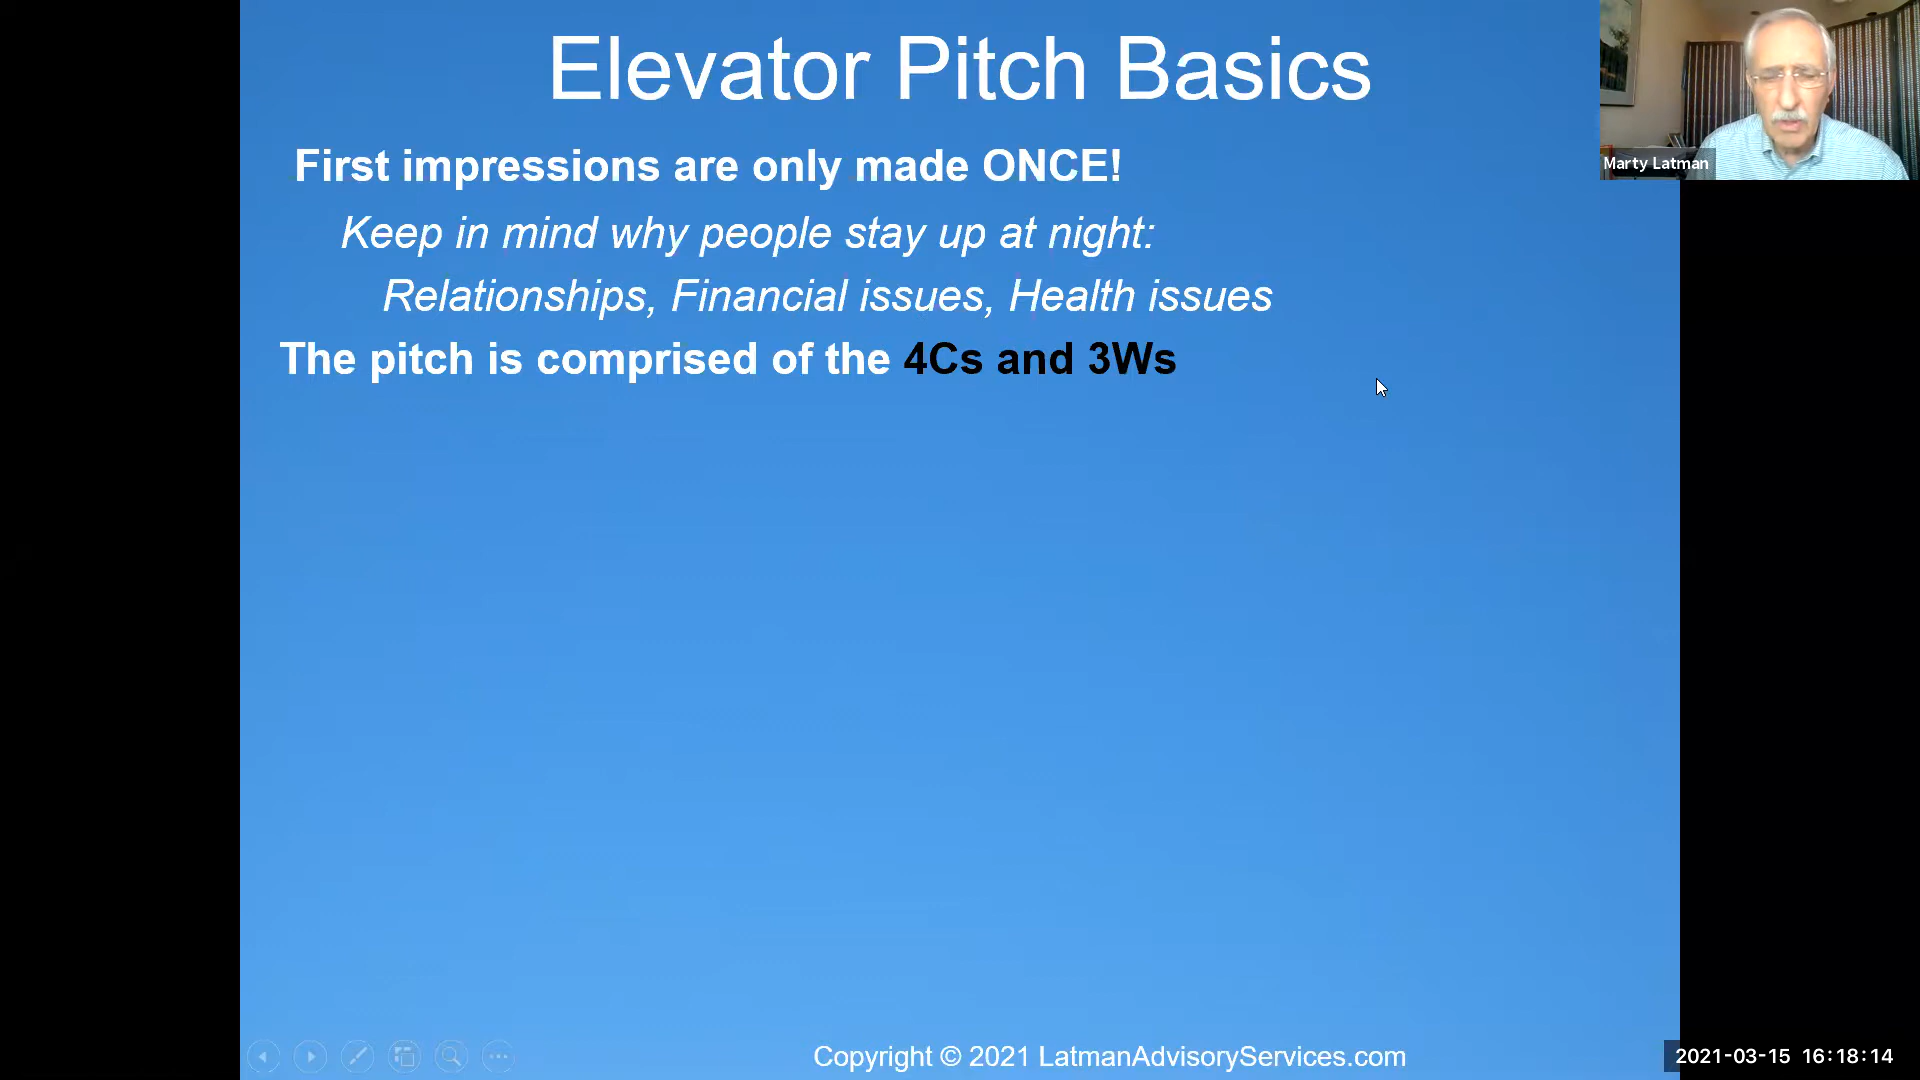 Elevator Pitch Basics
First impressions are only made ONCE!
Keep in mind why people stay up at night:
Relationships, Financial issues, Health issues
The pitch is comprised of the 4Cs and 3Ws
Marty Latman
Copyright © 2021 LatmanAdvisoryServices.com
2021-03-15 16:18:14